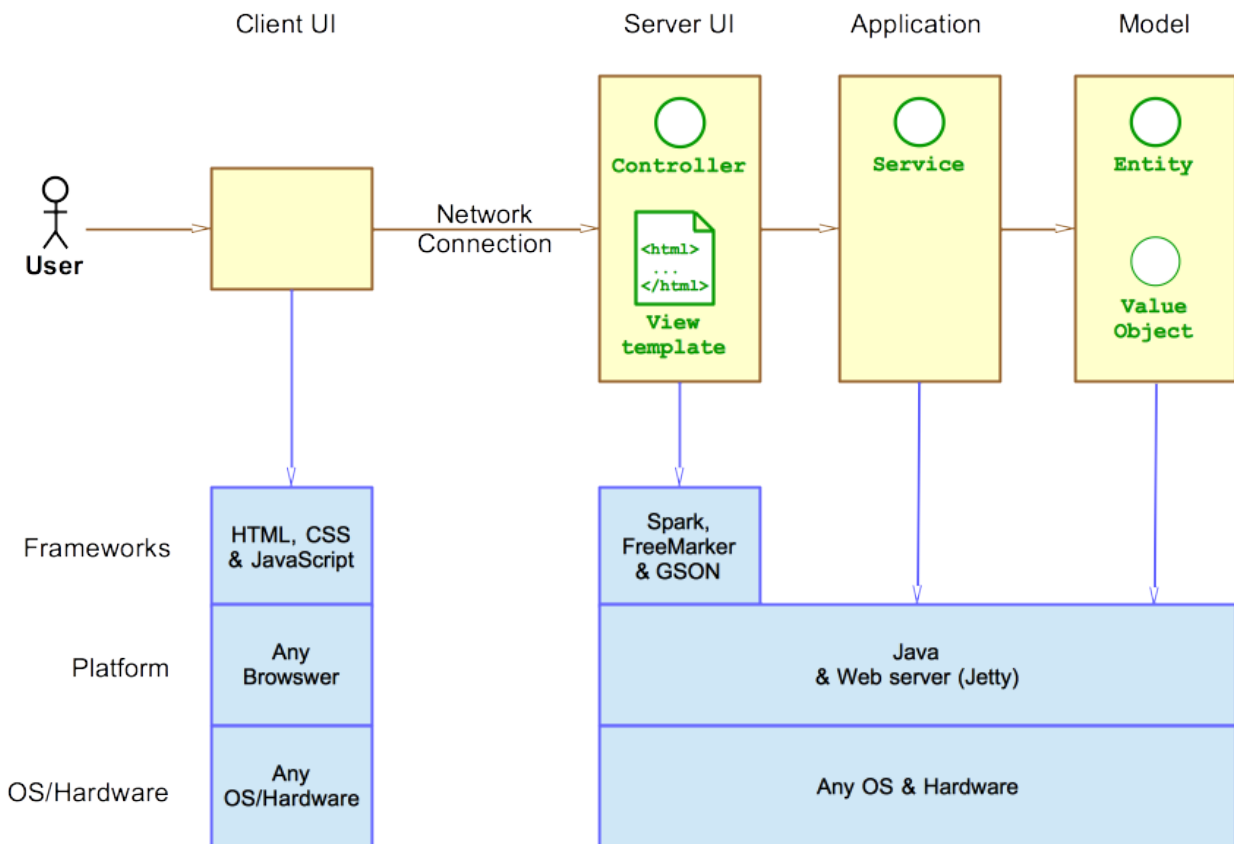 Client UI
Server UI
Application
Model
Controller
Service
Entity
User
Network
Connection
<html>
...
</html>
View
template
Value
Object
Frameworks
HTML, CSS
& JavaScript
Spark,
FreeMarker
& GSON
Platform
Any
Browswer
Java
& Web server (Jetty)
OS/Hardware
Any
OS/Hardware
Any OS & Hardware